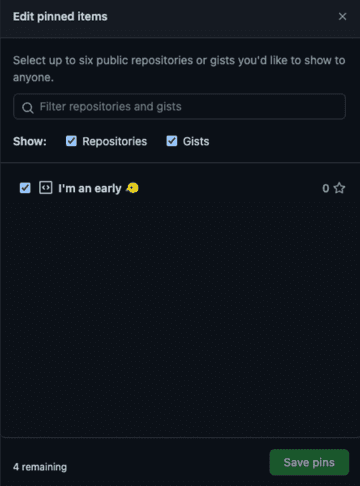 Edit pinned items
Select up to six public repositories or gists you'd like to show to
anyone.
Filter repositories and gists
Show: Repositories Gists
I'm an early 🐤 0
4 remaining
Save pins